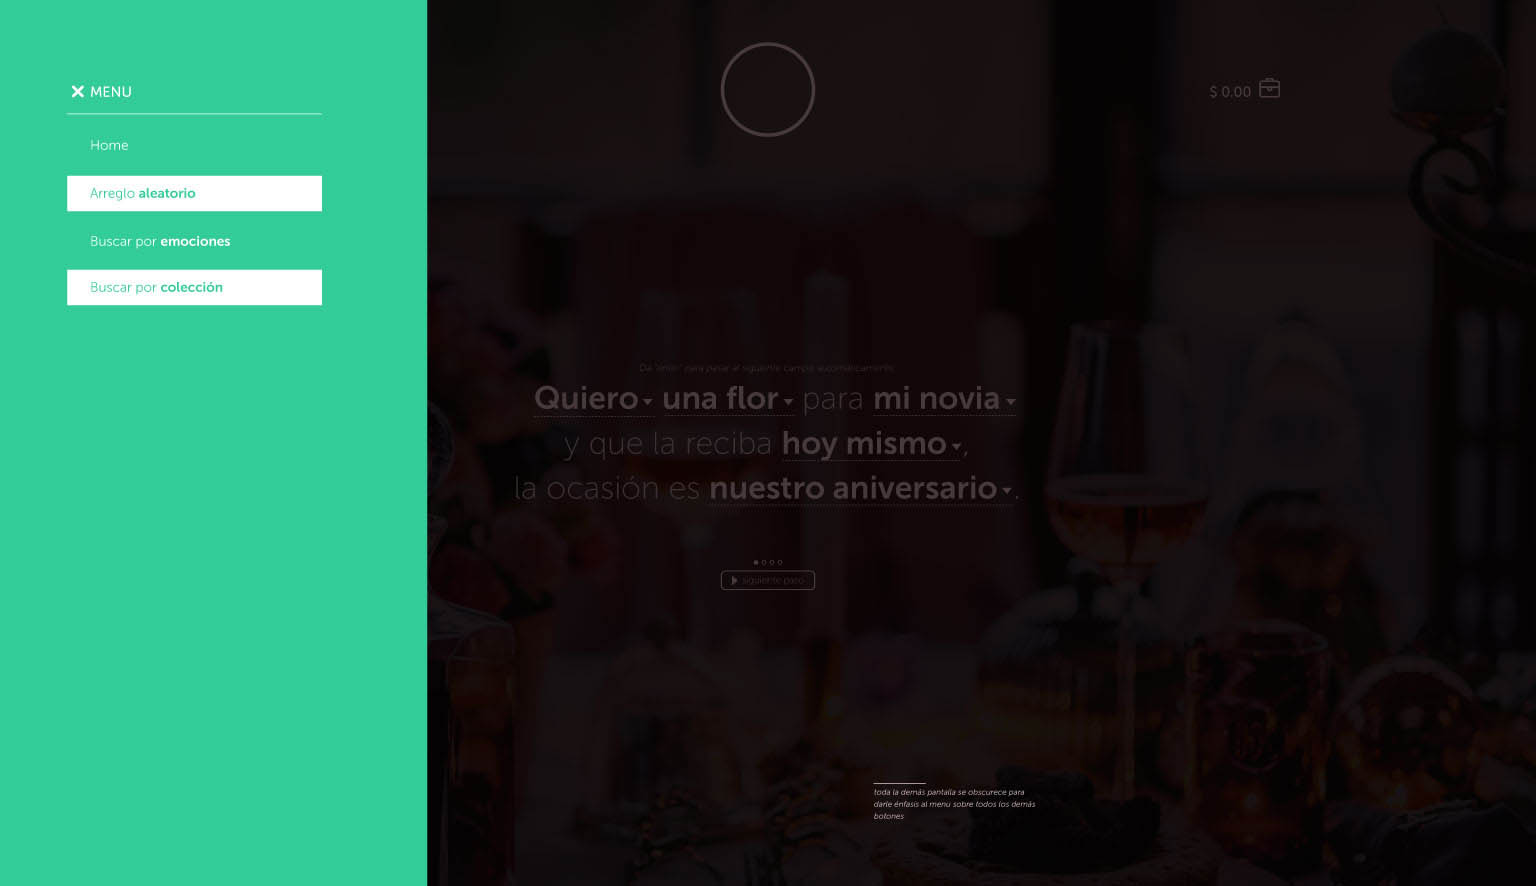 MENU
Home
Arreglo aleatorio
Buscar por emociones
Buscar por colección
$ 0.00
Da "enter" para pasar al siguiente campo automáticamente
Quiero una flor para mi novia
y que la reciba hoy mismo,
la ocasión es nuestro aniversario.
siguiente paso
toda la demás pantalla se obscurece para
darle énfasis al menu sobre todos los demás
botones